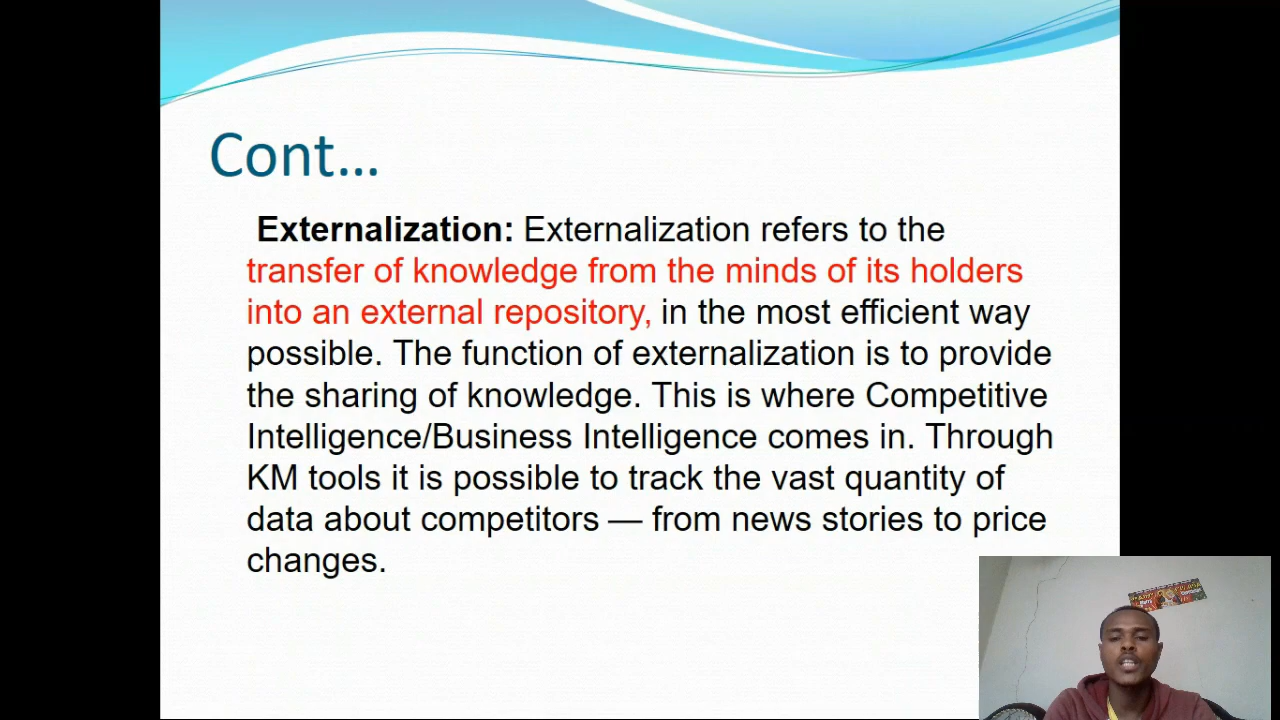 Cont...
Externalization: Externalization refers to the
transfer of knowledge from the minds of its holders
into an external repository, in the most efficient way
possible. The function of externalization is to provide
the sharing of knowledge. This is where Competitive
Intelligence/Business Intelligence comes in. Through
KM tools it is possible to track the vast quantity of
data about competitors — from news stories to price
changes.